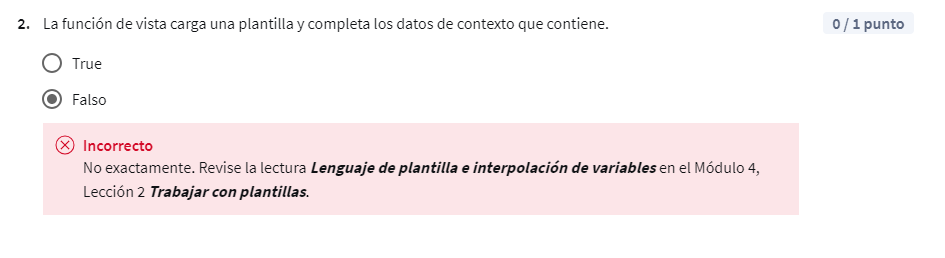 2. La función de vista carga una plantilla y completa los datos de contexto que contiene. 0 / 1 punto
True
Falso
Incorrecto
No exactamente. Revise la lectura Lenguaje de plantilla e interpolación de variables en el Módulo 4,
Lección 2 Trabajar con plantillas.